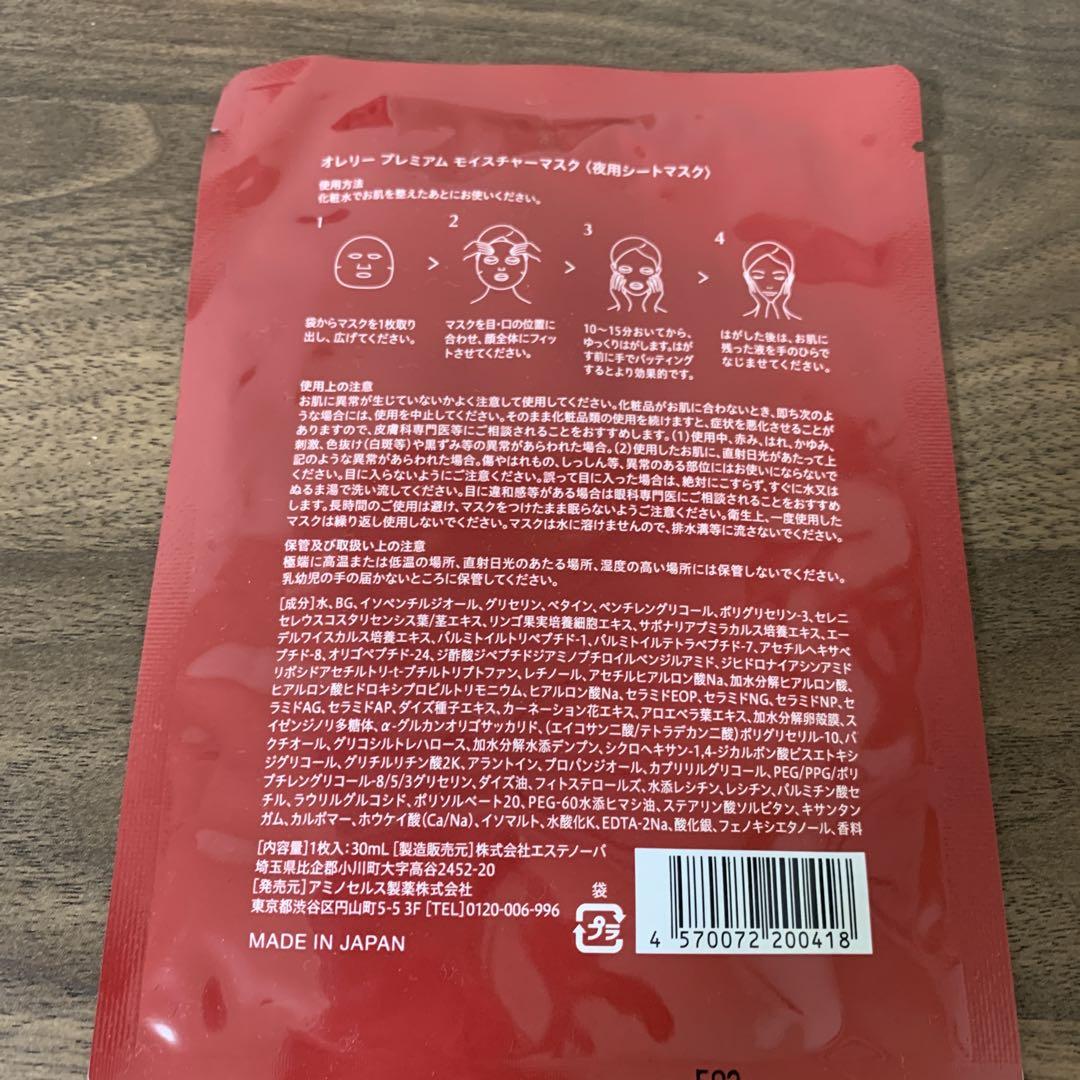 オレリー プレミアム モイスチャーマスク〈夜用シートマスク〉
使用方法
化粧水でお肌を整えたあとにお使いください。
1
2
3
4
袋からマスクを1枚取り
出し、広げてください。
マスクを目・口の位置に
合わせ、顔全体にフィッ
トさせてください。
10〜15分おいてから、
ゆっくりはがします。はが
す前に手でパッティング
するとより効果的です。
はがした後は、お肌に
残った液を手のひらで
なじませてください。
使用上の注意
お肌に異常が生じていないかよく注意して使用してください。化粧品がお肌に合わないとき、即ち次のよ
うな場合には、使用を中止してください。そのまま化粧品類の使用を続けますと、症状を悪化させることが
ありますので、皮膚科専門医等にご相談されることをおすすめします。(1)使用中、赤み、はれ、かゆみ、
刺激、色抜け(白斑等)や黒ずみ等の異常があらわれた場合。(2)使用したお肌に、直射日光があたって上
記のような異常があらわれた場合。傷やはれもの、しっしん等、異常のある部位にはお使いにならないで
ください。目に入らないようにご注意ください。誤って目に入った場合は、絶対にこすらず、すぐに水又は
ぬるま湯で洗い流してください。目に違和感等がある場合は眼科専門医にご相談されることをおすすめ
します。長時間のご使用は避け、マスクをつけたまま眠らないようご注意ください。衛生上、一度使用した
マスクは繰り返し使用しないでください。マスクは水に溶けませんので、排水溝等に流さないでください。
保管及び取扱い上の注意
極端に高温または低温の場所、直射日光のあたる場所、湿度の高い場所には保管しないでください。
乳幼児の手の届かないところに保管してください。
[成分]水、BG、イソペンチルジオール、グリセリン、ベタイン、ペンチレングリコール、ポリグリセリン-3、セレニ
セレウスコスタリセンシス葉/茎エキス、リンゴ果実培養細胞エキス、サポナリアプミラカルス培養エキス、エー
デルワイスカルス培養エキス、パルミトイルトリペプチド-1、パルミトイルテトラペプチド-7、アセチルヘキサペ
プチド-8、オリゴペプチド-24、ジ酢酸ジペプチドジアミノブチロイルベンジルアミド、ジヒドロナイアシンアミド
リボシドアセチルトリ-t-ブチルトリプトファン、レチノール、アセチルヒアルロン酸Na、加水分解ヒアルロン酸、
ヒアルロン酸ヒドロキシプロピルトリモニウム、ヒアルロン酸Na、セラミドEOP、セラミドNG、セラミドNP、セ
ラミドAG、セラミドAP、ダイズ種子エキス、カーネーション花エキス、アロエベラ葉エキス、加水分解卵殻膜、ス
イゼンジノリ多糖体、α-グルカンオリゴサッカリド、(エイコサン二酸/テトラデカン二酸)ポリグリセリル-10、バ
クチオール、グリコシルトレハロース、加水分解水添デンプン、シクロヘキサン-1,4-ジカルボン酸ビスエトキシ
ジグリコール、グリチルリチン酸2K、アラントイン、プロパンジオール、カプリリルグリコール、PEG/PPG/ポリ
ブチレングリコール-8/5/3グリセリン、ダイズ油、フィトステロールズ、水添レシチン、レシチン、パルミチン酸セ
チル、ラウリルグルコシド、ポリソルベート20、PEG-60水添ヒマシ油、ステアリン酸ソルビタン、キサンタン
ガム、カルボマー、ホウケイ酸(Ca/Na)、イソマルト、水酸化K、EDTA-2Na、酸化銀、フェノキシエタノール、香料
[内容量]1枚入:30mL [製造販売元]株式会社エステノーバ
埼玉県比企郡小川町大字高谷2452-20
[発売元]アミノセルス製薬株式会社
東京都渋谷区円山町5-5 3F [TEL]0120-006-996
MADE IN JAPAN
袋
プラ
4 570072 200418